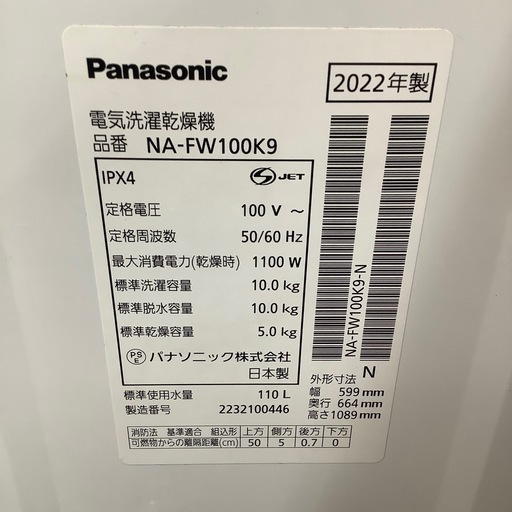 Panasonic
2022年製
電気洗濯乾燥機
品番 NA-FW100K9
IPX4 S JET
定格電圧 100 V ～
定格周波数 50/60 Hz
最大消費電力(乾燥時) 1100 W
標準洗濯容量 10.0 kg
標準脱水容量 10.0 kg
標準乾燥容量 5.0 kg
PS E パナソニック株式会社
日本製
標準使用水量 110 L
製造番号 2232100446
NA-FW100K9-N
N
外形寸法
幅 599 mm
奥行 664 mm
高さ 1089 mm
消防法 基準適合 組込形 上方 側方 後方 下方
可燃物からの離隔距離(cm) 50 5 0.7 0